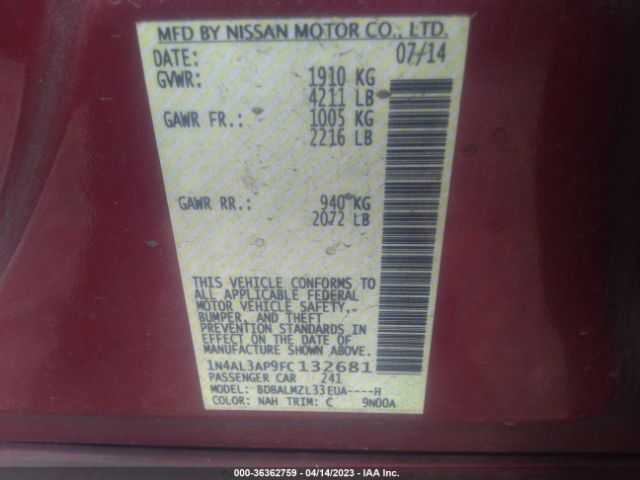 MFD BY NISSAN MOTOR CO., LTD.
DATE: 07/14
GVWR: 1910 KG
4211 LB
GAWR FR.: 1005 KG
2216 LB
GAWR RR.: 940 KG
2072 LB
THIS VEHICLE CONFORMS TO
ALL APPLICABLE FEDERAL
MOTOR VEHICLE SAFETY,
BUMPER, AND THEFT
PREVENTION STANDARDS IN
EFFECT ON THE DATE OF
MANUFACTURE SHOWN ABOVE.
1N4AL3AP9FC132681
PASSENGER CAR 241
MODEL: BDBALMZL33EUA----H
COLOR: NAH TRIM: C 9N00A
000-36362759 — 04/14/2023 — IAA Inc.